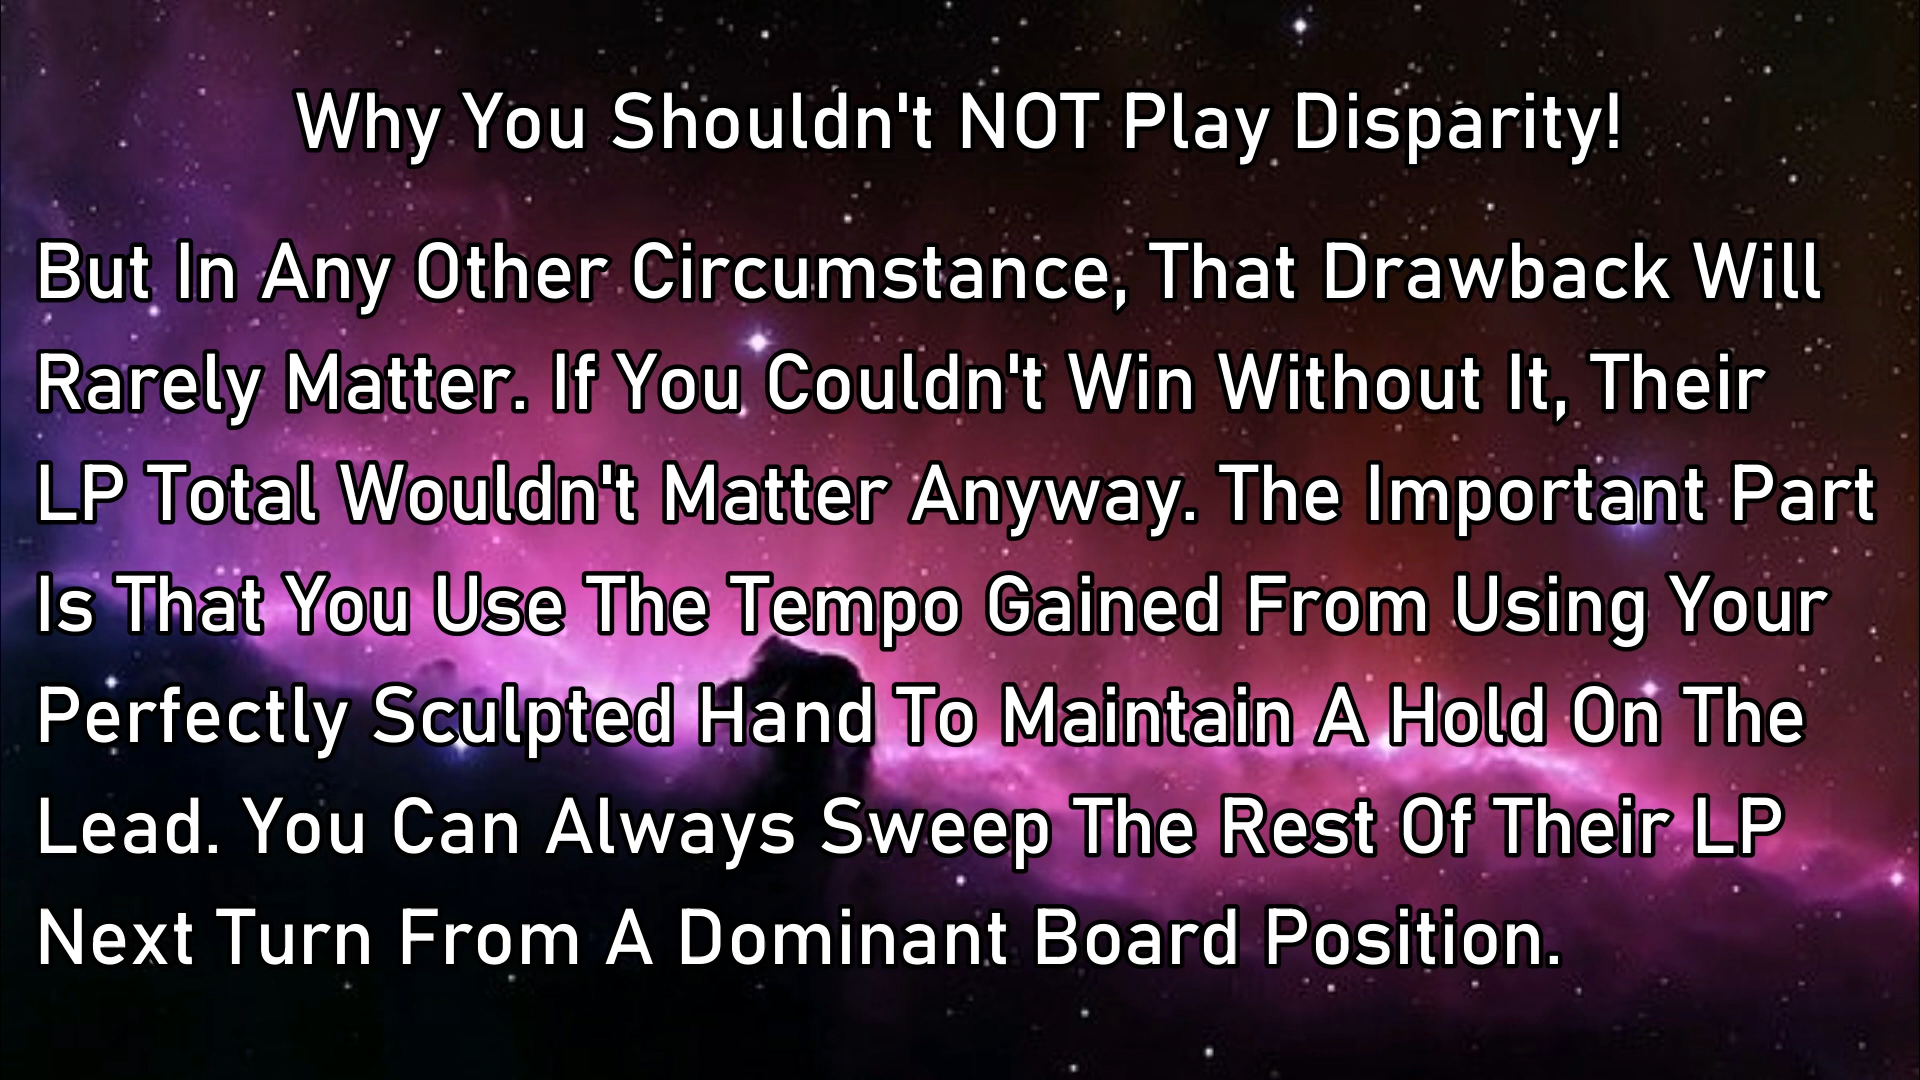 Why You Shouldn't NOT Play Disparity!
But In Any Other Circumstance, That Drawback Will
Rarely Matter. If You Couldn't Win Without It, Their
LP Total Wouldn't Matter Anyway. The Important Part
Is That You Use The Tempo Gained From Using Your
Perfectly Sculpted Hand To Maintain A Hold On The
Lead. You Can Always Sweep The Rest Of Their LP
Next Turn From A Dominant Board Position.